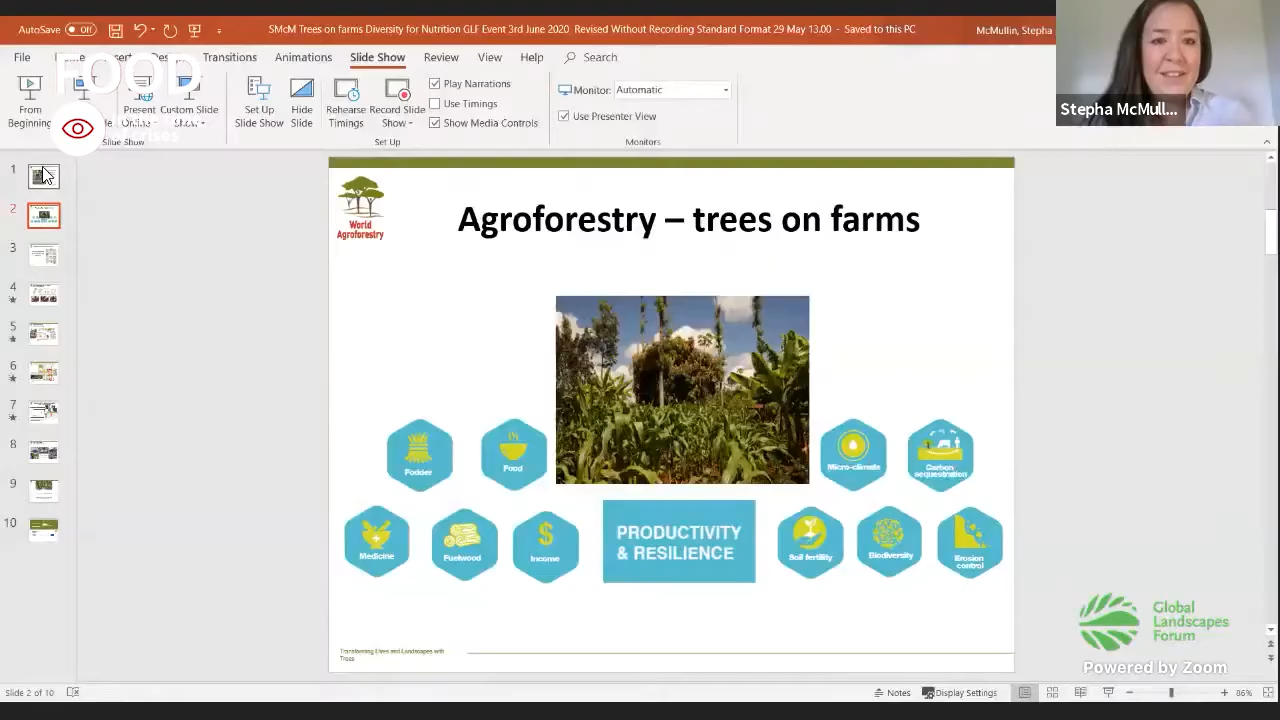 AutoSave Off
SMcM Trees on farms Diversity for Nutrition GLF Event 3rd June 2020 Revised Without Recording Standard Format 29 May 13.00 - Saved to this PC
McMullin, Stepha
File
Transitions
Animations
Slide Show
Review
View
Help
Search
FOOD
From
Beginning
Present
Custom Slide
Show
Set Up
Slide Show
Hide
Slide
Rehearse
Timings
Record Slide
Show
Play Narrations
Use Timings
Show Media Controls
Monitor: Automatic
Use Presenter View
Set Up
Monitors
of crises
Stepha McMull...
1
2
3
4
5
6
7
8
9
10
World
Agroforestry
Agroforestry – trees on farms
Fodder
Food
Micro-climate
Carbon
sequestration
Medicine
Fuelwood
Income
PRODUCTIVITY
& RESILIENCE
Soil fertility
Biodiversity
Erosion
control
Transforming Lives and Landscapes with
Trees
Global
Landscapes
Forum
Powered by Zoom
Slide 2 of 10
Notes
Display Settings
86%